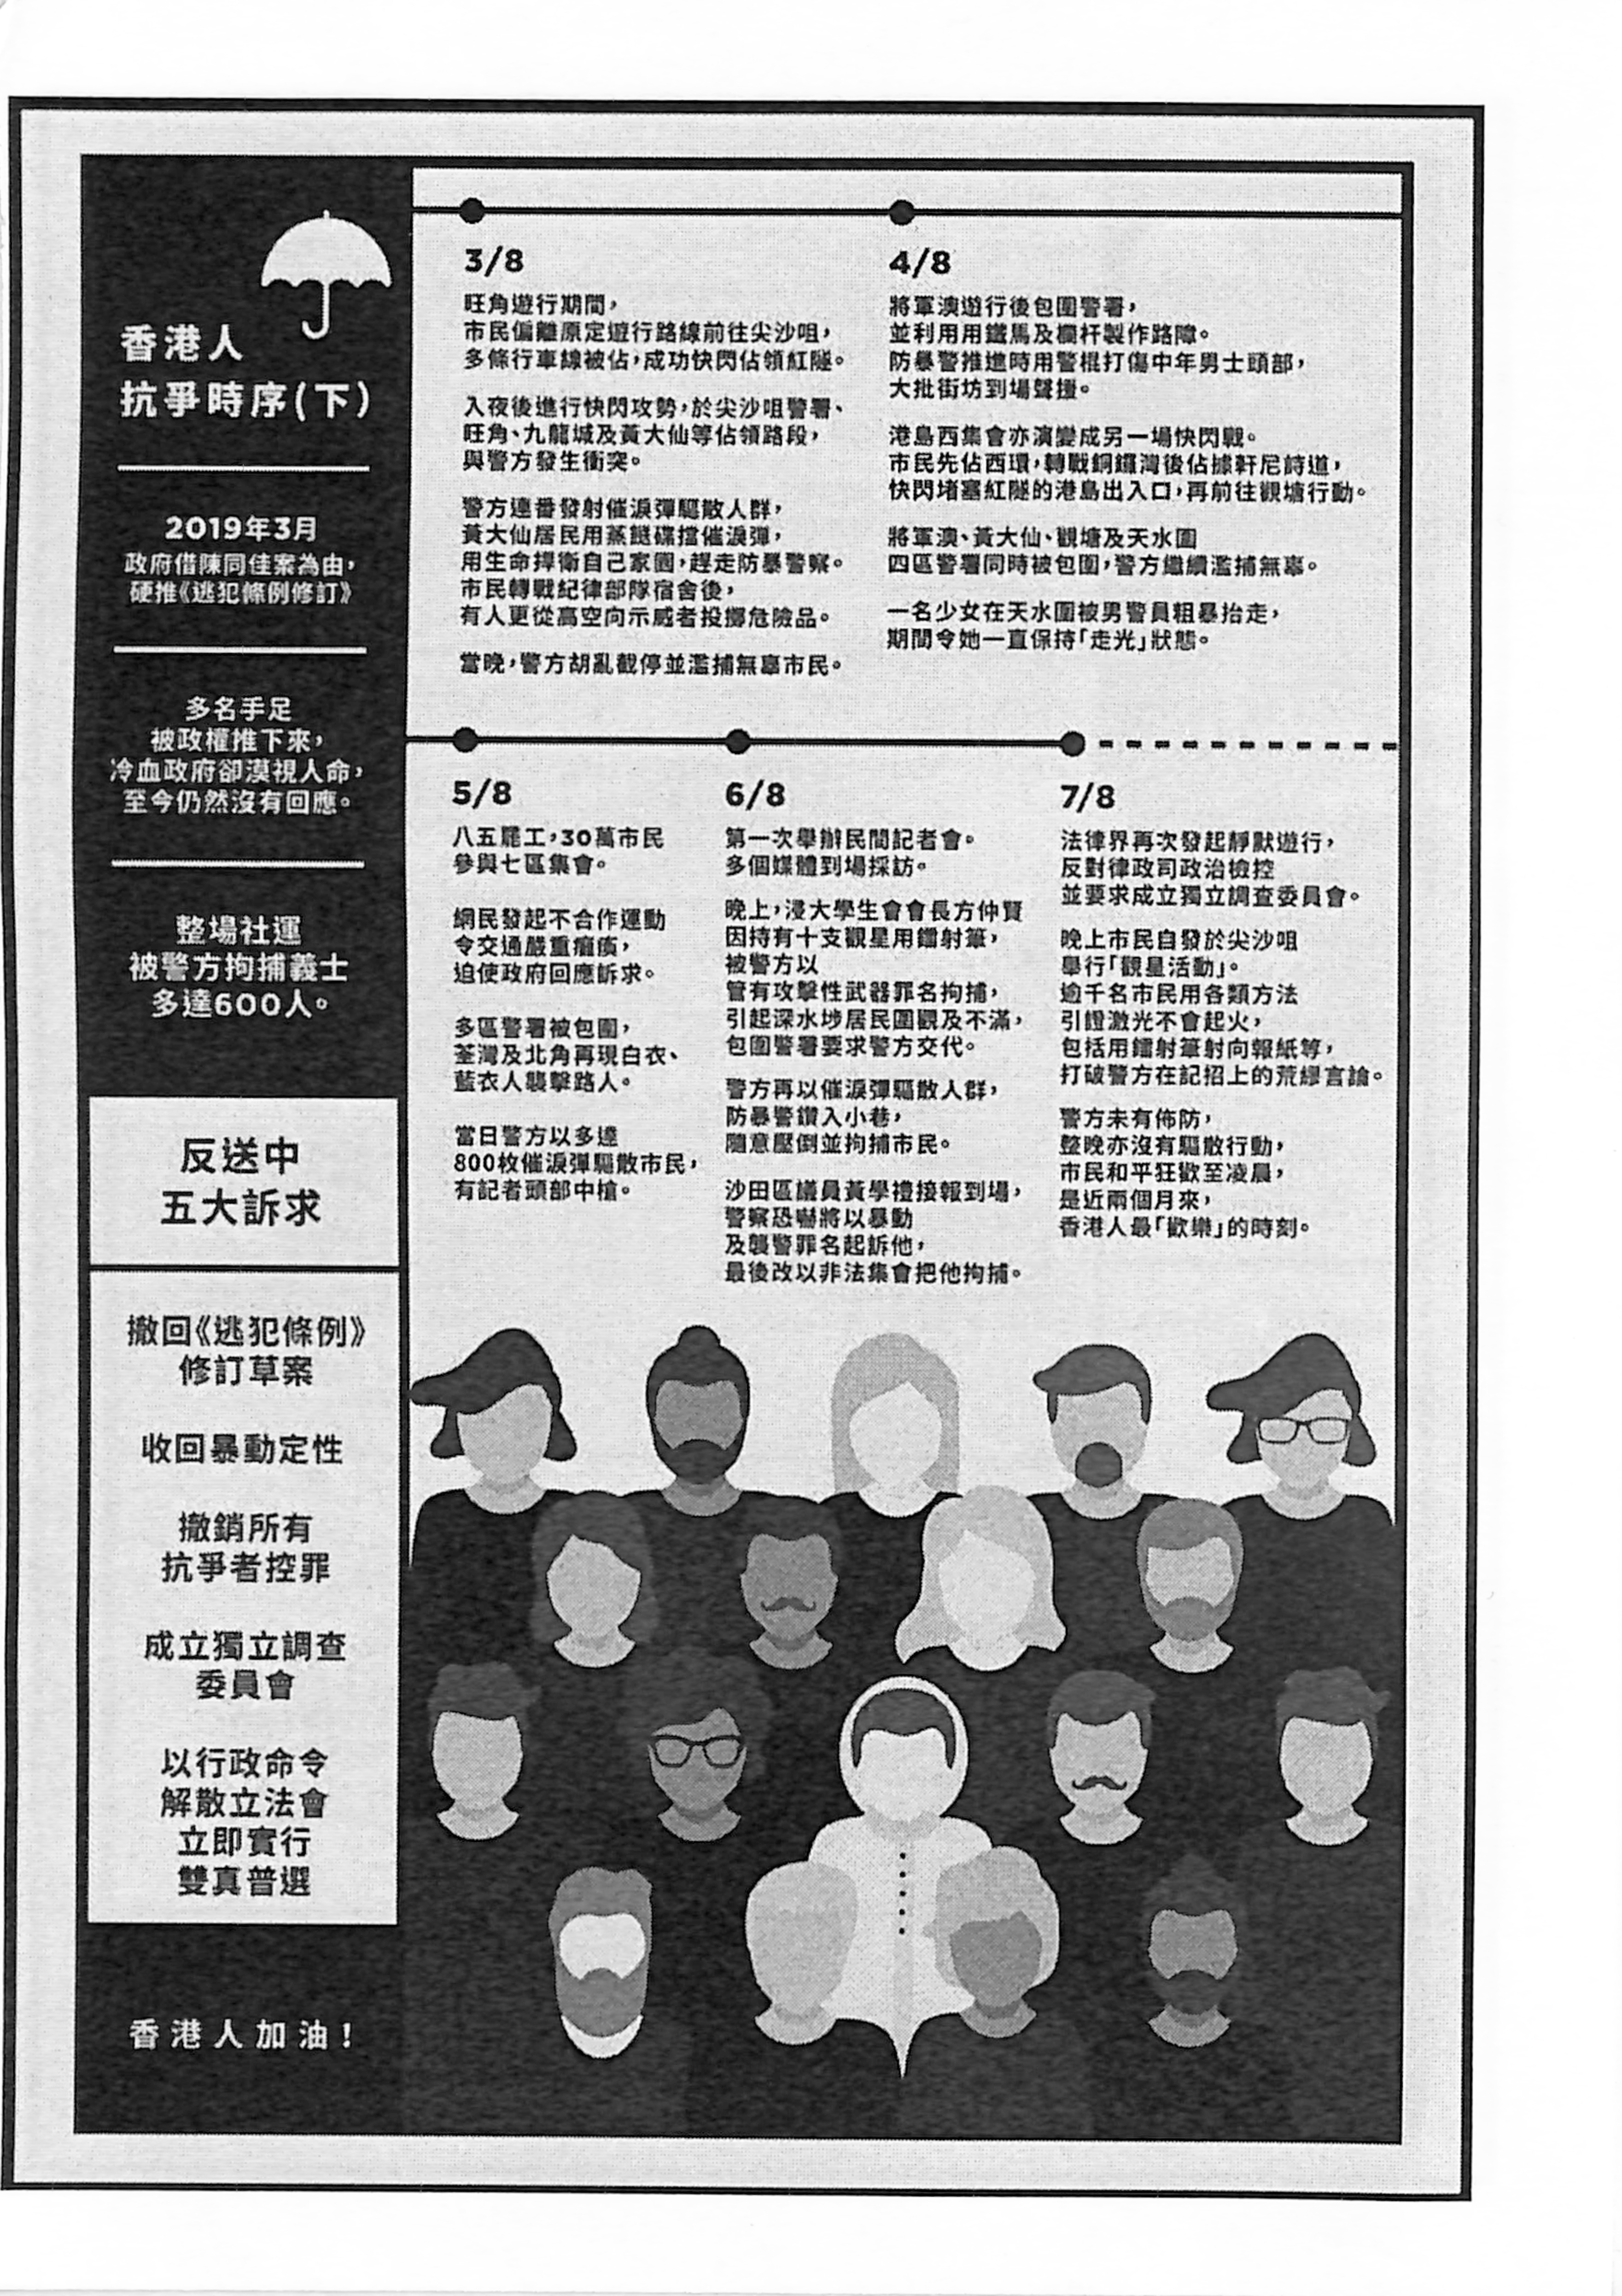 香港人
抗爭時序(下)
2019年3月
政府借陳同佳案為由,
硬推《逃犯條例修訂》
多名手足
被政權推下來,
冷血政府卻漠視人命,
至今仍然沒有回應。
整場社運
被警方拘捕義士
多達600人。
反送中
五大訴求
撤回《逃犯條例》
修訂草案
收回暴動定性
撤銷所有
抗爭者控罪
成立獨立調查
委員會
以行政命令
解散立法會
立即實行
雙真普選
香港人加油!
3/8
旺角遊行期間,
市民偏離原定遊行路線前往尖沙咀,
多條行車線被佔,成功快閃佔領紅隧。
入夜後進行快閃攻勢,於尖沙咀警署、
旺角、九龍城及黃大仙等佔領路段,
與警方發生衝突。
警方連番發射催淚彈驅散人群,
黃大仙居民用蒸餸碟擋催淚彈,
用生命捍衛自己家園,趕走防暴警察。
市民轉戰紀律部隊宿舍後,
有人更從高空向示威者投擲危險品。
當晚,警方胡亂截停並濫捕無辜市民。
4/8
將軍澳遊行後包圍警署,
並利用用鐵馬及欄杆製作路障。
防暴警推進時用警棍打傷中年男士頭部,
大批街坊到場聲援。
港島西集會亦演變成另一場快閃戰。
市民先佔西環,轉戰銅鑼灣後佔據軒尼詩道,
快閃堵塞紅隧的港島出入口,再前往觀塘行動。
將軍澳、黃大仙、觀塘及天水圍
四區警署同時被包圍,警方繼續濫捕無辜。
一名少女在天水圍被男警員粗暴抬走,
期間令她一直保持「走光」狀態。
5/8
八五罷工,30萬市民
參與七區集會。
網民發起不合作運動
令交通嚴重癱瘓,
迫使政府回應訴求。
多區警署被包圍,
荃灣及北角再現白衣、
藍衣人襲擊路人。
當日警方以多達
800枚催淚彈驅散市民,
有記者頭部中槍。
6/8
第一次舉辦民間記者會。
多個媒體到場採訪。
晚上,浸大學生會會長方仲賢
因持有十支觀星用鐳射筆,
被警方以
管有攻擊性武器罪名拘捕,
引起深水埗居民圍觀及不滿,
包圍警署要求警方交代。
警方再以催淚彈驅散人群,
防暴警鑽入小巷,
隨意壓倒並拘捕市民。
沙田區議員黃學禮接報到場,
警察恐嚇將以暴動
及襲警罪名起訴他,
最後改以非法集會把他拘捕。
7/8
法律界再次發起靜默遊行,
反對律政司政治檢控
並要求成立獨立調查委員會。
晚上市民自發於尖沙咀
舉行「觀星活動」。
逾千名市民用各類方法
引證激光不會起火,
包括用鐳射筆射向報紙等,
打破警方在記招上的荒繆言論。
警方未有佈防,
整晚亦沒有驅散行動,
市民和平狂歡至凌晨,
是近兩個月來,
香港人最「歡樂」的時刻。